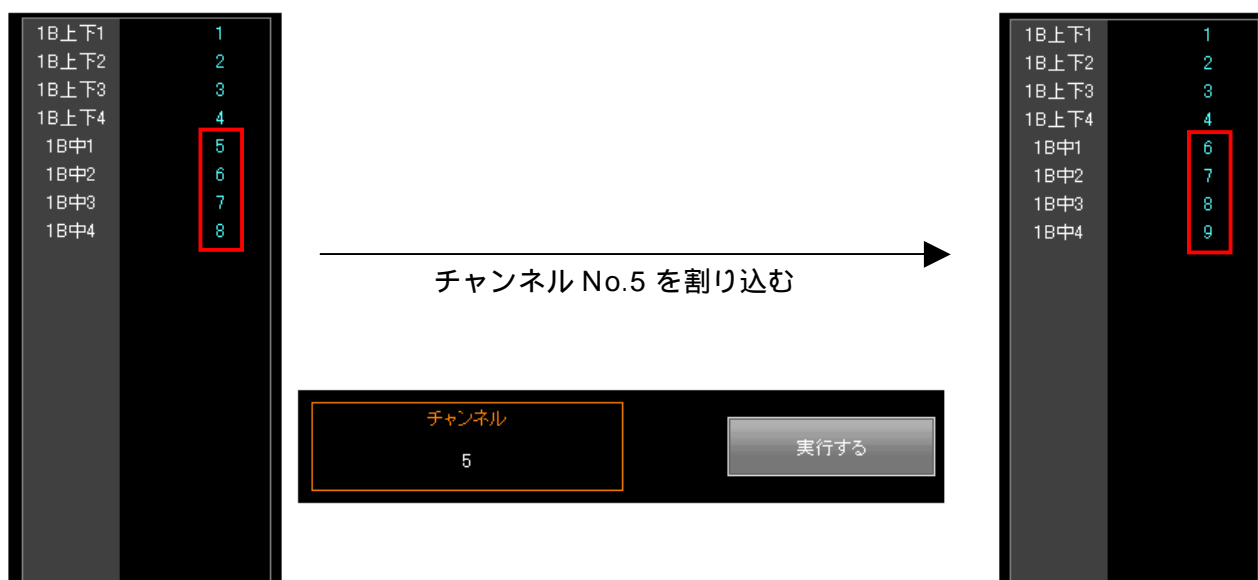 1B上下1 1
1B上下2 2
1B上下3 3
1B上下4 4
1B中1 5
1B中2 6
1B中3 7
1B中4 8
チャンネル No.5 を割り込む
チャンネル
5
実行する
1B上下1 1
1B上下2 2
1B上下3 3
1B上下4 4
1B中1 6
1B中2 7
1B中3 8
1B中4 9